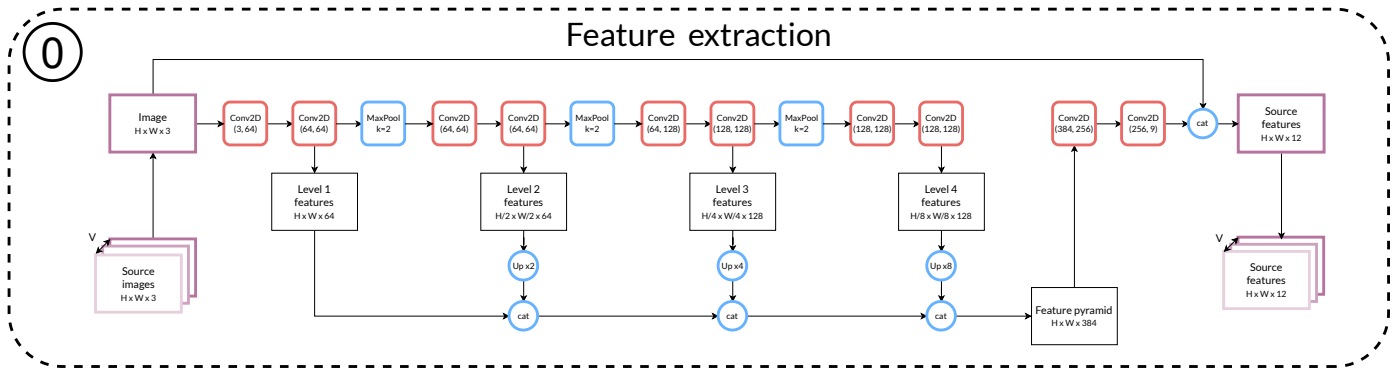 0
Feature extraction
Image
H x W x 3
Conv2D
(3, 64)
Conv2D
(64, 64)
MaxPool
k=2
Conv2D
(64, 64)
Conv2D
(64, 64)
MaxPool
k=2
Conv2D
(64, 128)
Conv2D
(128, 128)
MaxPool
k=2
Conv2D
(128, 128)
Conv2D
(128, 128)
Conv2D
(384, 256)
Conv2D
(256, 9)
cat
Source
features
H x W x 12
Level 1
features
H x W x 64
Level 2
features
H/2 x W/2 x 64
Level 3
features
H/4 x W/4 x 128
Level 4
features
H/8 x W/8 x 128
V
Source
images
H x W x 3
Up x2
Up x4
Up x8
cat
cat
cat
Feature pyramid
H x W x 384
V
Source
features
H x W x 12